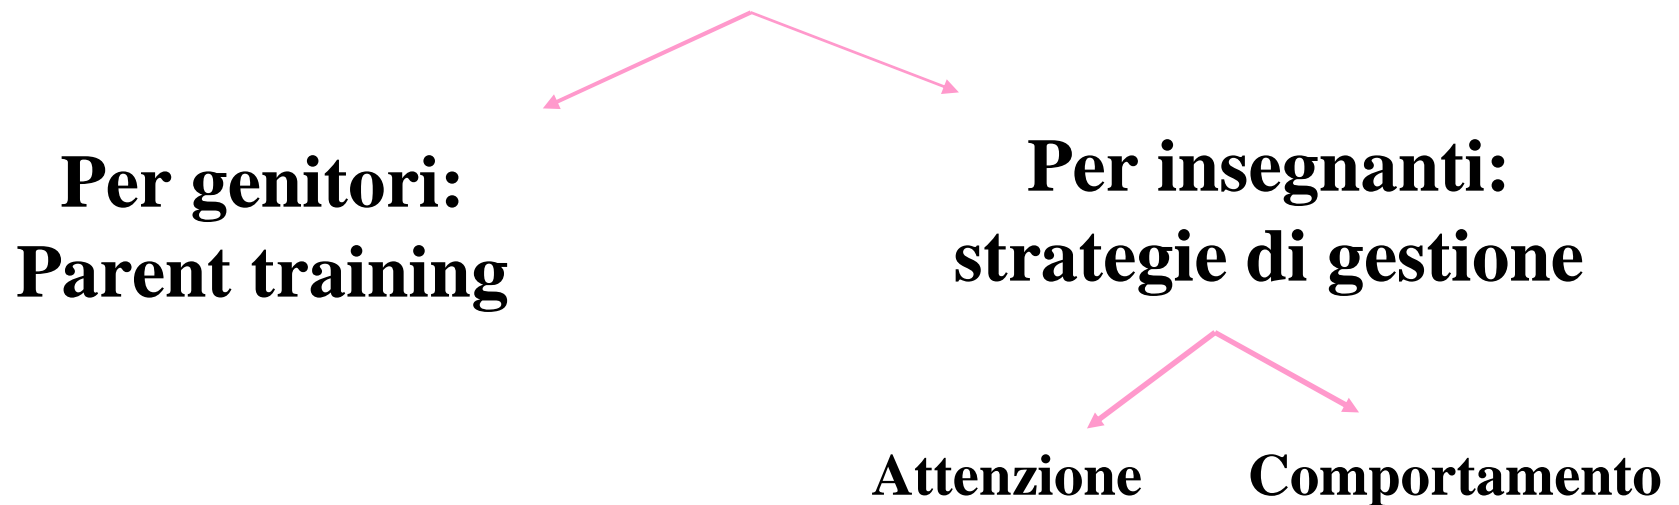 Per genitori:
Parent training
Per insegnanti:
strategie di gestione
Attenzione
Comportamento